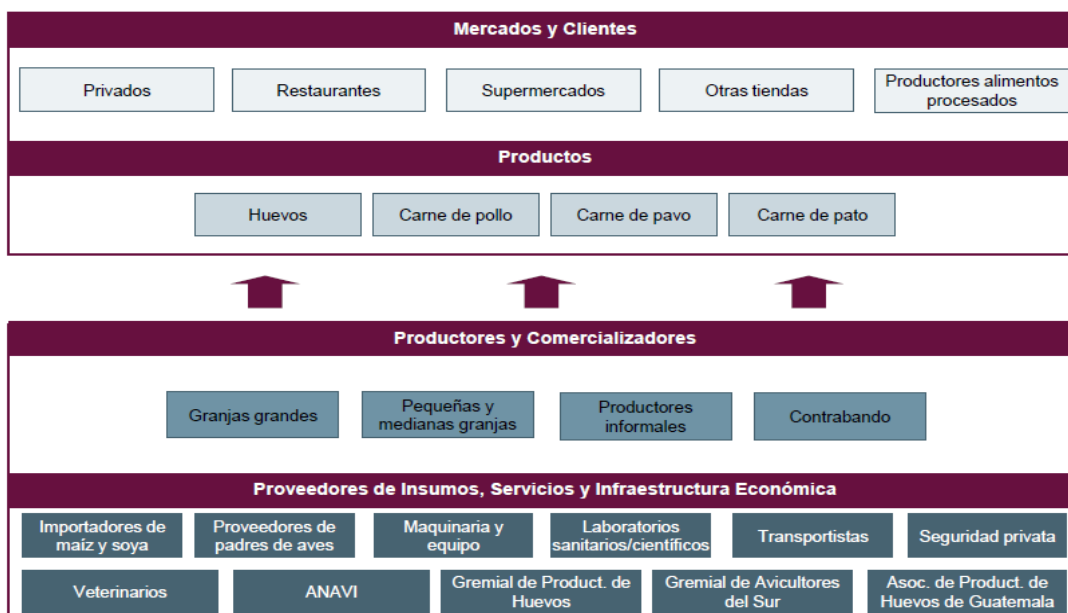 Mercados y Clientes
Privados
Restaurantes
Supermercados
Otras tiendas
Productores alimentos
procesados
Productos
Huevos
Carne de pollo
Carne de pavo
Carne de pato
Productores y Comercializadores
Granjas grandes
Pequeñas y
medianas granjas
Productores
informales
Contrabando
Proveedores de Insumos, Servicios y Infraestructura Económica
Importadores de
maíz y soya
Proveedores de
padres de aves
Maquinaria y
equipo
Laboratorios
sanitarios/científicos
Transportistas
Seguridad privata
Veterinarios
ANAVI
Gremial de Product. de
Huevos
Gremial de Avicultores
del Sur
Asoc. de Product. de
Huevos de Guatemala